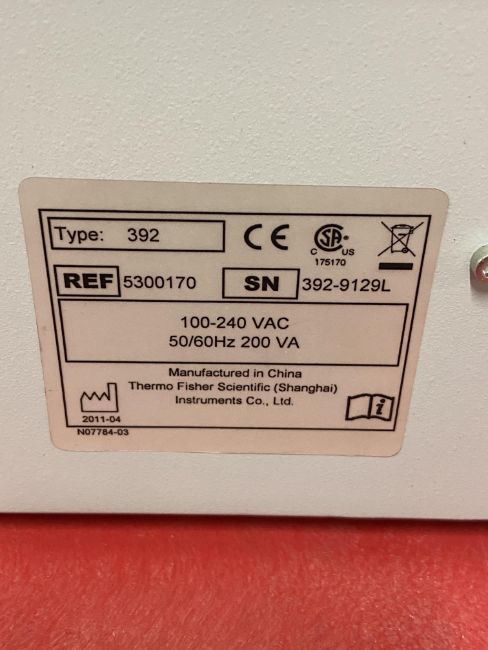 Type: 392
CE
SA
C US
175170
REF 5300170 SN 392-9129L
100-240 VAC
50/60Hz 200 VA
Manufactured in China
Thermo Fisher Scientific (Shanghai)
Instruments Co., Ltd.
i
2011-04
N07784-03